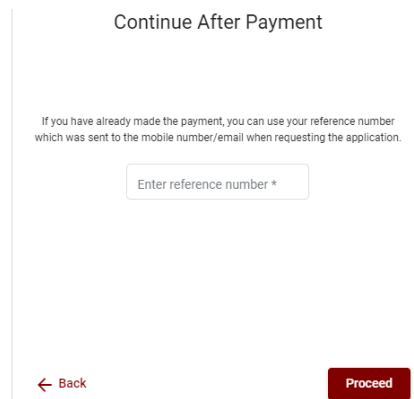 Continue After Payment
If you have already made the payment, you can use your reference number
which was sent to the mobile number/email when requesting the application.
Enter reference number *
Back
Proceed